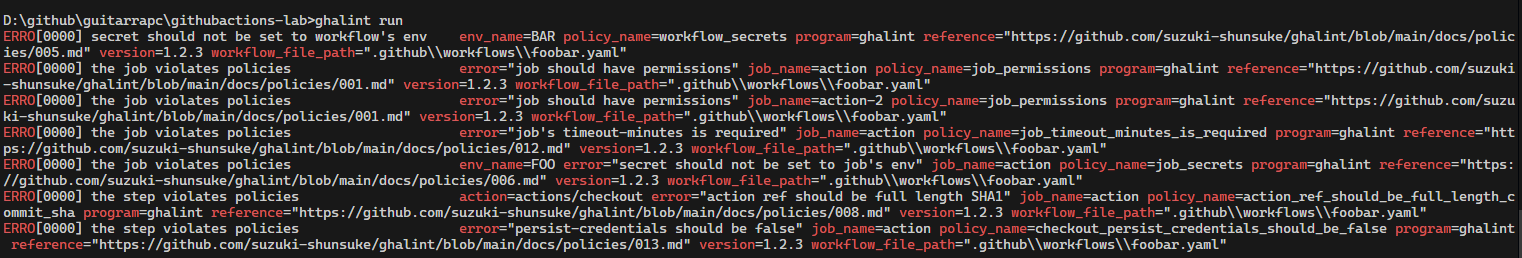 D:\github\guitarrapc\githubactions-lab>ghalint run
ERRO[0000] secret should not be set to workflow's env    env_name=BAR policy_name=workflow_secrets program=ghalint reference="https://github.com/suzuki-shunsuke/ghalint/blob/main/docs/polic
ies/005.md" version=1.2.3 workflow_file_path=".github\\workflows\\foobar.yaml"
ERRO[0000] the job violates policies                     error="job should have permissions" job_name=action policy_name=job_permissions program=ghalint reference="https://github.com/suzuki
-shunsuke/ghalint/blob/main/docs/policies/001.md" version=1.2.3 workflow_file_path=".github\\workflows\\foobar.yaml"
ERRO[0000] the job violates policies                     error="job should have permissions" job_name=action-2 policy_name=job_permissions program=ghalint reference="https://github.com/suzu
ki-shunsuke/ghalint/blob/main/docs/policies/001.md" version=1.2.3 workflow_file_path=".github\\workflows\\foobar.yaml"
ERRO[0000] the job violates policies                     error="job's timeout-minutes is required" job_name=action policy_name=job_timeout_minutes_is_required program=ghalint reference="htt
ps://github.com/suzuki-shunsuke/ghalint/blob/main/docs/policies/012.md" version=1.2.3 workflow_file_path=".github\\workflows\\foobar.yaml"
ERRO[0000] the job violates policies                     env_name=FOO error="secret should not be set to job's env" job_name=action policy_name=job_secrets program=ghalint reference="https:
//github.com/suzuki-shunsuke/ghalint/blob/main/docs/policies/006.md" version=1.2.3 workflow_file_path=".github\\workflows\\foobar.yaml"
ERRO[0000] the step violates policies                    action=actions/checkout error="action ref should be full length SHA1" job_name=action policy_name=action_ref_should_be_full_length_c
ommit_sha program=ghalint reference="https://github.com/suzuki-shunsuke/ghalint/blob/main/docs/policies/008.md" version=1.2.3 workflow_file_path=".github\\workflows\\foobar.yaml"
ERRO[0000] the step violates policies                    error="persist-credentials should be false" job_name=action policy_name=checkout_persist_credentials_should_be_false program=ghalint
 reference="https://github.com/suzuki-shunsuke/ghalint/blob/main/docs/policies/013.md" version=1.2.3 workflow_file_path=".github\\workflows\\foobar.yaml"